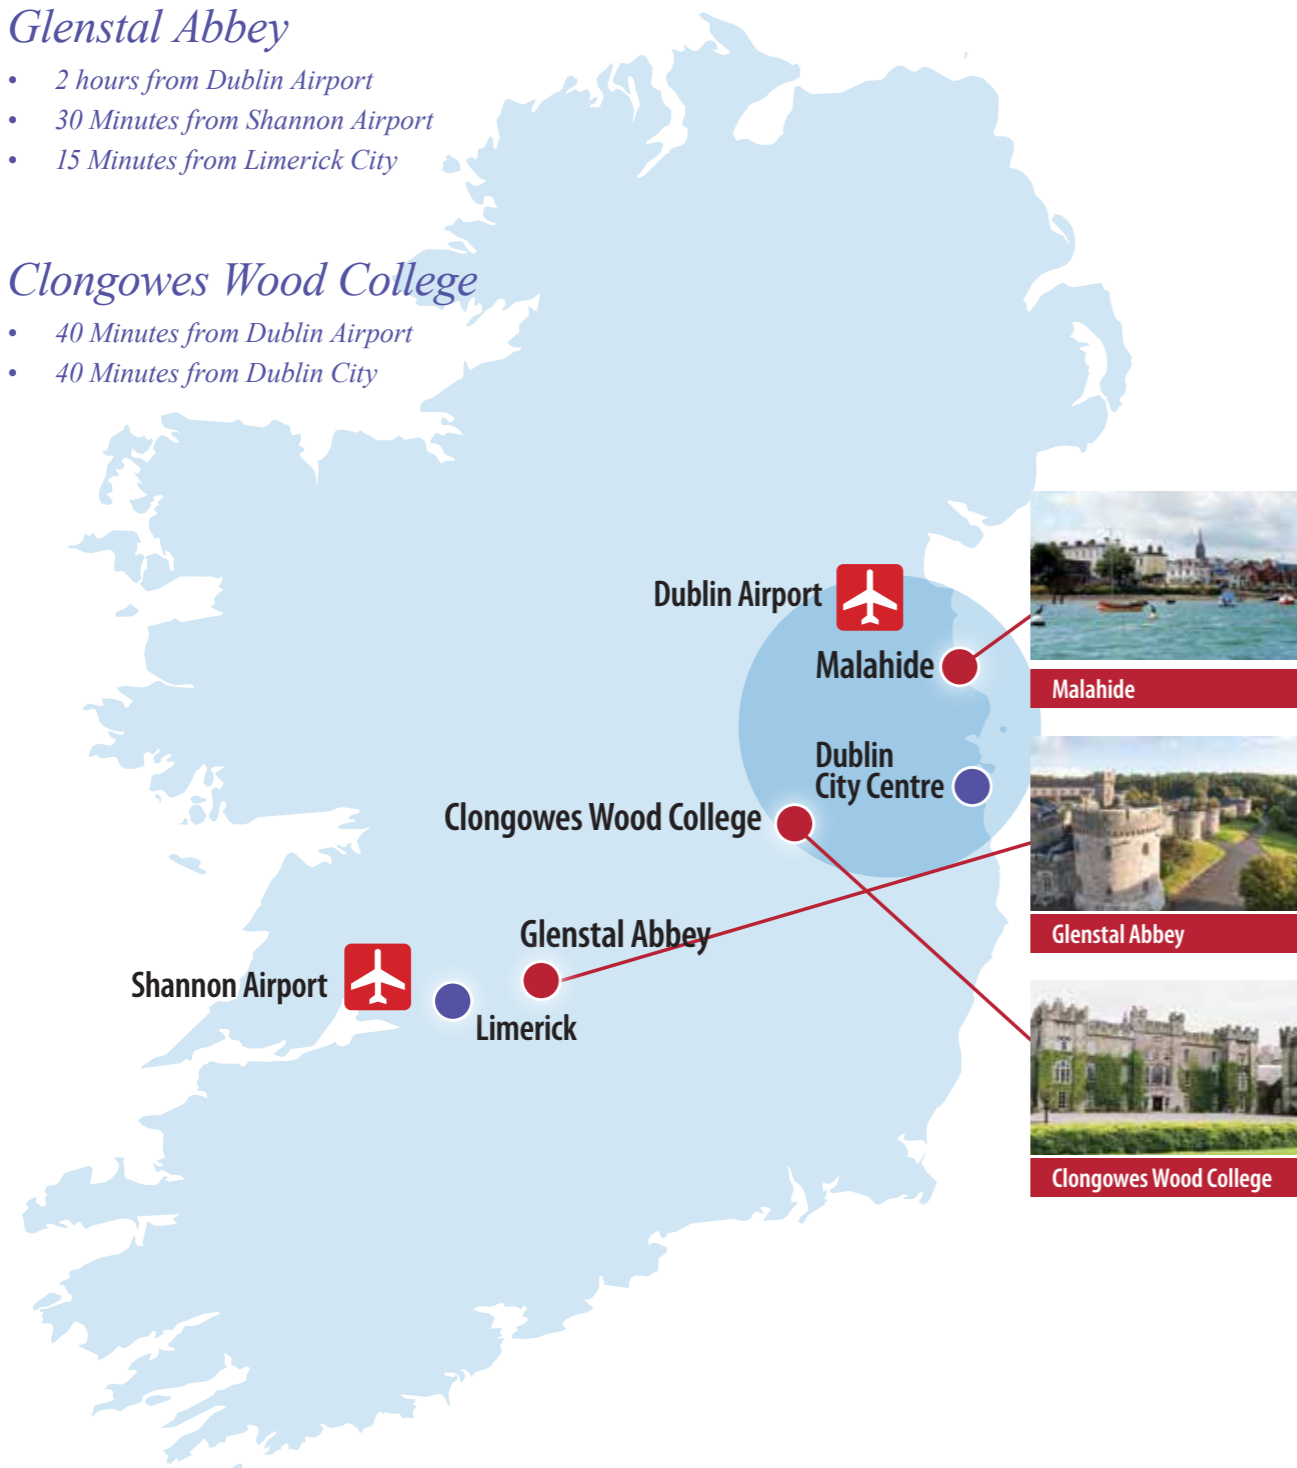 Glenstal Abbey
• 2 hours from Dublin Airport
• 30 Minutes from Shannon Airport
• 15 Minutes from Limerick City
Clongowes Wood College
• 40 Minutes from Dublin Airport
• 40 Minutes from Dublin City
Dublin Airport
Malahide
Malahide
Dublin
City Centre
Clongowes Wood College
Glenstal Abbey
Glenstal Abbey
Shannon Airport
Limerick
Clongowes Wood College